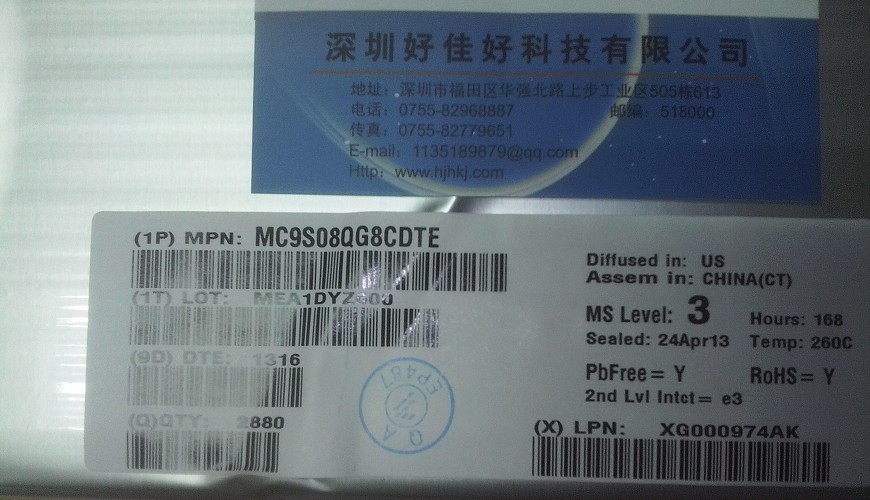 深圳好佳好科技有限公司
地址：深圳市福田区华强北路上步工业区505栋613
电话：0755-82968887 邮编：518000
传真：0755-82779651
E-mail：1135189879@qq.com
Http：www.hjhkj.com
(1P) MPN: MC9S08QG8CDTE
(1T) LOT:
(9D) DTE: 1316
(Q)QTY: 2880
QA
EP487
Diffused in: US
Assem in: CHINA(CT)
MS Level: 3 Hours: 168
Sealed: 24Apr13 Temp: 260C
PbFree= Y RoHS= Y
2nd Lvl Intct= e3
(X) LPN: XG000974AK